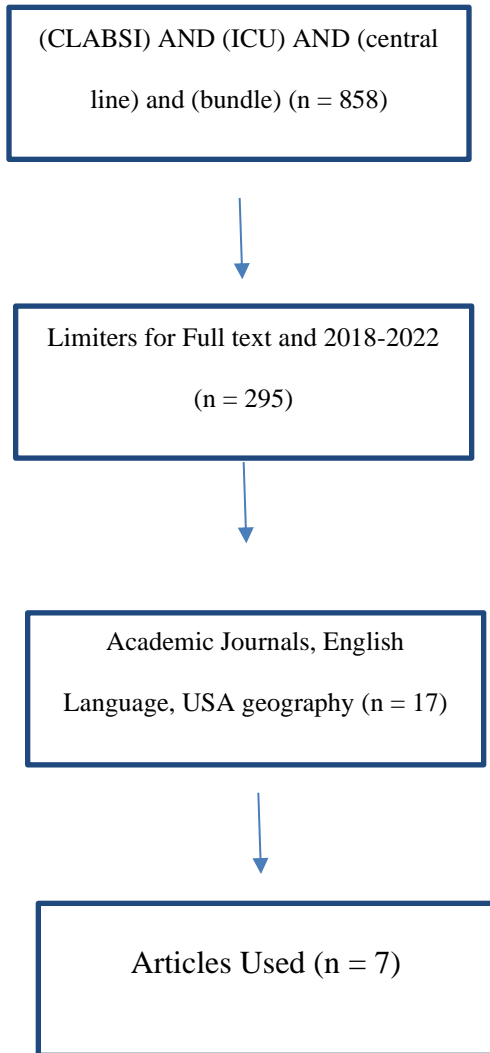 (CLABSI) AND (ICU) AND (central
line) and (bundle) (n = 858)
Limiters for Full text and 2018-2022
(n = 295)
Academic Journals, English
Language, USA geography (n = 17)
Articles Used (n = 7)